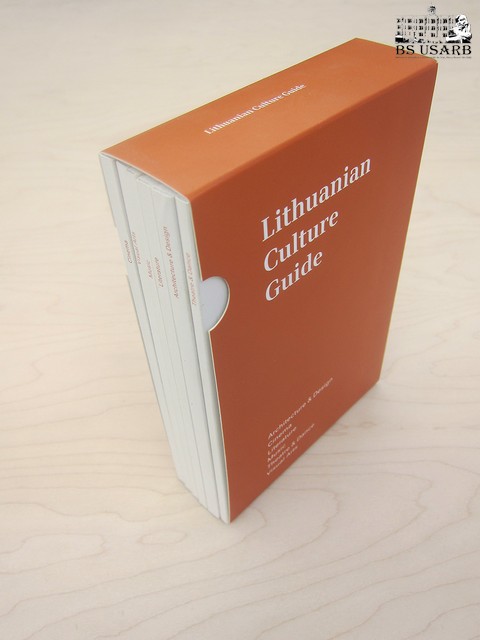 BS USARB
Lithuanian Culture Guide
Lithuanian
Culture
Guide
Architecture & Design
Cinema
Literature
Music
Theatre & Dance
Visual Arts
Cinema
Music
Literature
Architecture & Design
Theatre & Dance